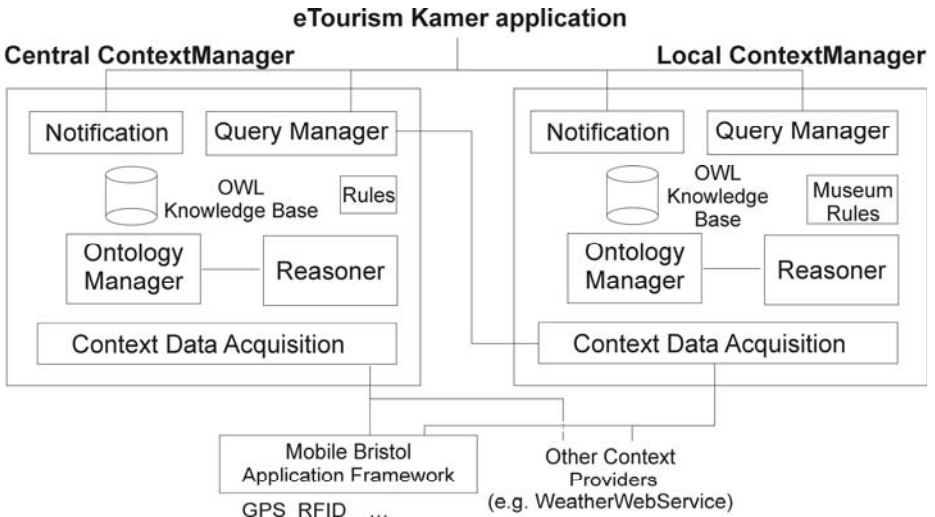 eTourism Kamer application
Central ContextManager
Local ContextManager
Notification
Query Manager
OWL
Knowledge Base
Rules
Ontology
Manager
Reasoner
Context Data Acquisition
Notification
Query Manager
OWL
Knowledge
Base
Museum
Rules
Ontology
Manager
Reasoner
Context Data Acquisition
Mobile Bristol
Application Framework
GPS RFID ...
Other Context
Providers
(e.g. WeatherWebService)